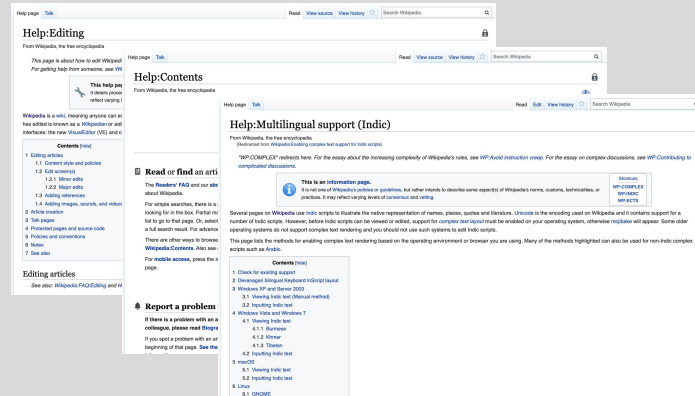 Help page Talk Read View source View history Search Wikipedia
Help:Editing
From Wikipedia, the free encyclopedia
This page is about how to edit Wikiped
For getting help from someone, see
This help pag
it details proces
reflect varying
Wikipedia is a wiki, meaning anyone can e
has edited is known as a Wikipedian or edi
interfaces: the new VisualEditor (VE) and c
Contents [hide]
1 Editing articles
1.1 Content style and policies
1.2 Edit screen(s)
1.2.1 Minor edits
1.2.2 Major edits
1.3 Adding references
1.4 Adding images, sound, and videos
2 Article creation
3 Talk pages
4 Protected pages and source code
5 Policies and conventions
6 Notes
7 See also
Editing articles
See also: Wikipedia:FAQ/Editing and H
Help page Talk Read View source View history Search Wikipedia
Help:Contents
From Wikipedia, the free encyclopedia
Read or find an arti
The Readers' FAQ and our abo
about Wikipedia.
For simple searches, there is a
looking for in the box. Partial m
list to go to that page. Or, select
a full search result. For advance
There are other ways to browse
Wikipedia:Contents. Also see
For mobile access, press the m
page.
Report a problem
If there is a problem with an a
colleague, please read Biogra
If you spot a problem with an ar
beginning of that page. See the
Help page Talk Read Edit View history Search Wikipedia
Help:Multilingual support (Indic)
From Wikipedia, the free encyclopedia
(Redirected from Wikipedia:Enabling complex text support for Indic scripts)
"WP:COMPLEX" redirects here. For the essay about the increasing complexity of Wikipedia's rules, see WP:Avoid instruction creep. For the essay on complex discussions, see WP:Contributing to
complicated discussions.
This is an information page.
It is not one of Wikipedia's policies or guidelines, but rather intends to describe some aspect(s) of Wikipedia's norms, customs, technicalities, or
practices. It may reflect varying levels of consensus and vetting.
Shortcuts
WP:COMPLEX
WP:INDIC
WP:ECTS
Several pages on Wikipedia use Indic scripts to illustrate the native representation of names, places, quotes and literature. Unicode is the encoding used on Wikipedia and it contains support for a
number of Indic scripts. However, before Indic scripts can be viewed or edited, support for complex text layout must be enabled on your operating system, otherwise mojibake will appear. Some older
operating systems do not support complex text rendering and you should not use such systems to edit Indic scripts.
This page lists the methods for enabling complex text rendering based on the operating environment or browser you are using. Many of the methods highlighted can also be used for non-Indic complex
scripts such as Arabic.
Contents [hide]
1 Check for existing support
2 Devanagari bilingual Keyboard InScript layout
3 Windows XP and Server 2003
3.1 Viewing Indic text (Manual method)
3.2 Inputting Indic text
4 Windows Vista and Windows 7
4.1 Viewing Indic text
4.1.1 Burmese
4.1.2 Khmer
4.1.3 Tibetan
4.2 Inputting Indic text
5 macOS
5.1 Viewing Indic text
5.2 Inputting Indic text
6 Linux
6.1 GNOME